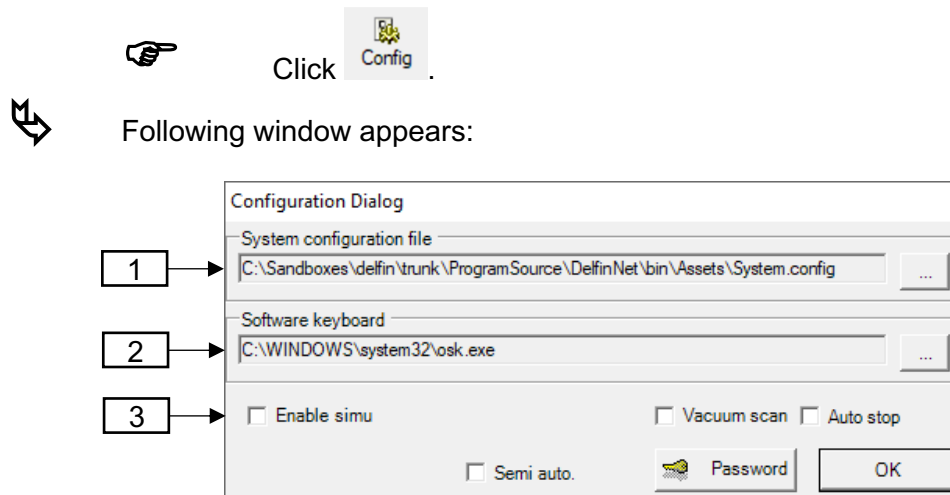 Click Config .
Following window appears:
Configuration Dialog
System configuration file
1 C:\Sandboxes\delfin\trunk\ProgramSource\DelfinNet\bin\Assets\System.config ...
Software keyboard
2 C:\WINDOWS\system32\osk.exe ...
3 Enable simu Vacuum scan Auto stop
Semi auto. Password OK